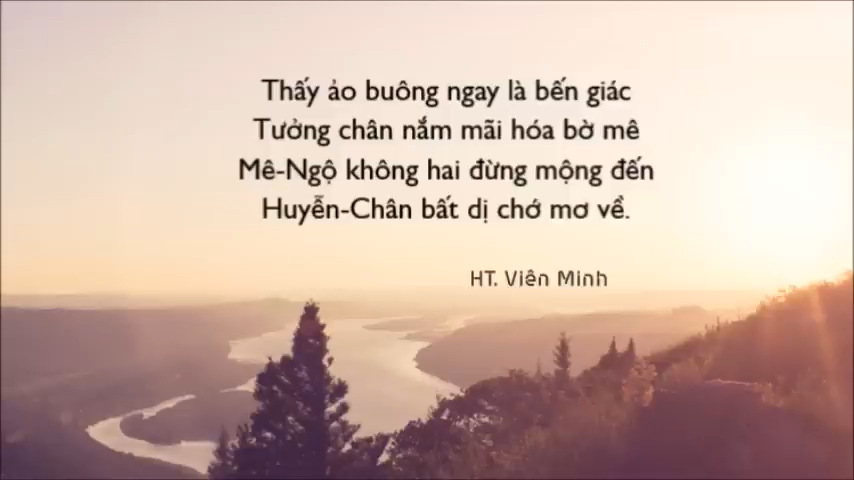 Thấy ảo buông ngay là bến giác
Tưởng chân nắm mãi hóa bờ mê
Mê-Ngộ không hai đừng mộng đến
Huyễn-Chân bất dị chớ mơ về.
HT. Viên Minh